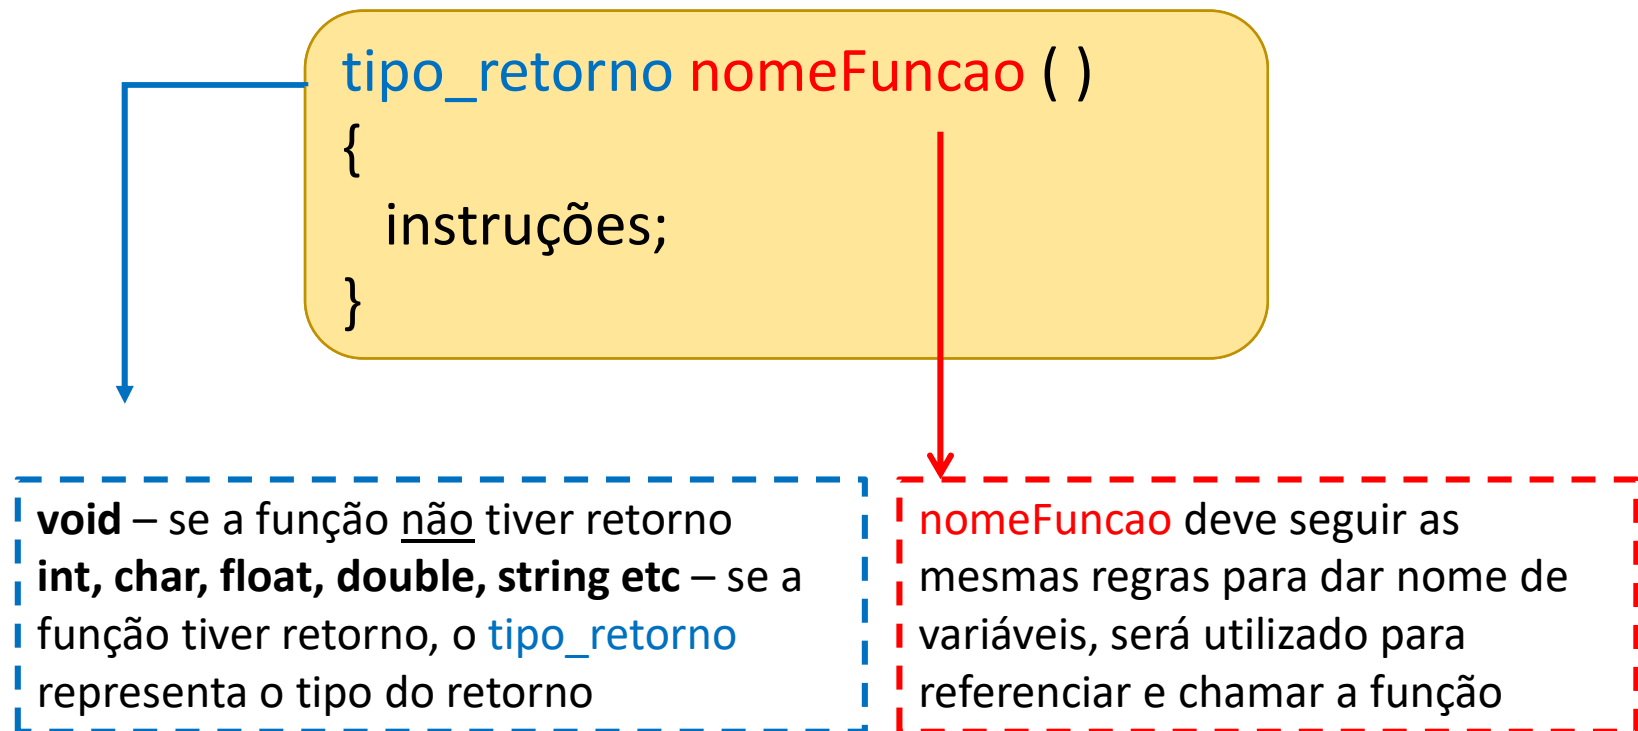 tipo_retorno nomeFuncao ( )
{
instruções;
}
void – se a função não tiver retorno
int, char, float, double, string etc – se a
função tiver retorno, o tipo_retorno
representa o tipo do retorno
nomeFuncao deve seguir as
mesmas regras para dar nome de
variáveis, será utilizado para
referenciar e chamar a função